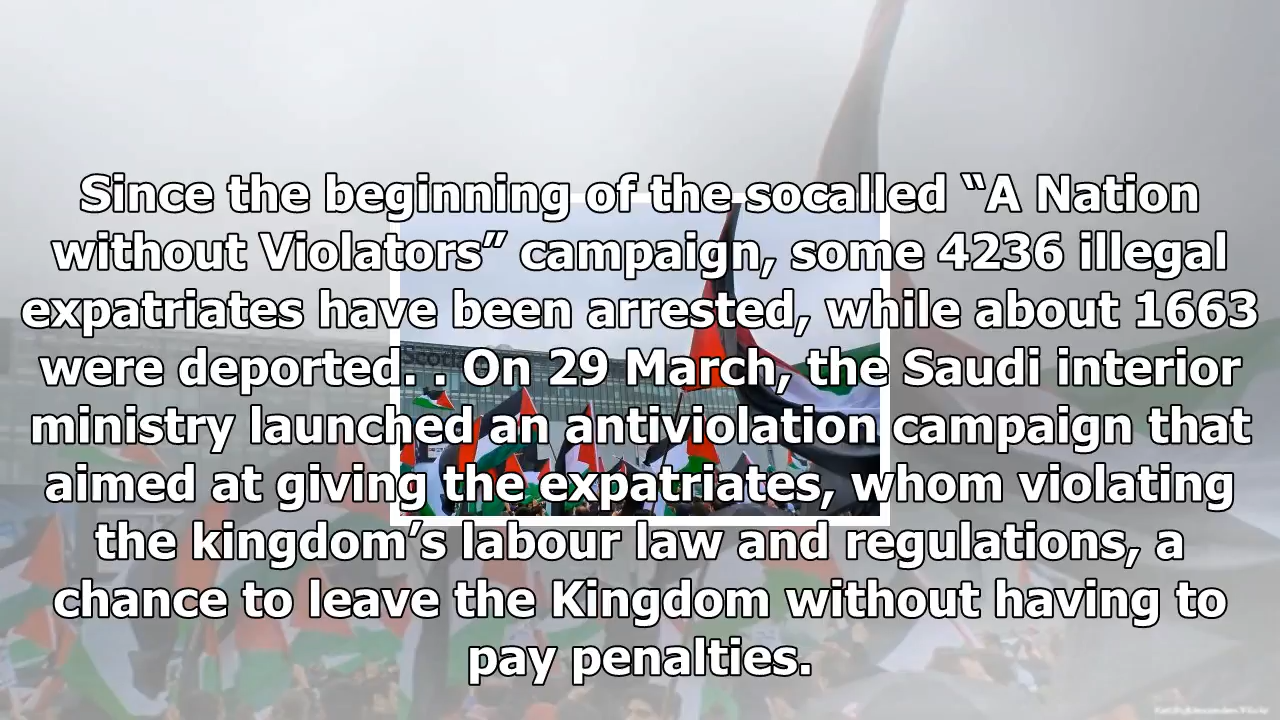 Since the beginning of the socalled “A Nation
without Violators” campaign, some 4236 illegal
expatriates have been arrested, while about 1663
were deported. . On 29 March, the Saudi interior
ministry launched an antiviolation campaign that
aimed at giving the expatriates, whom violating
the kingdom’s labour law and regulations, a
chance to leave the Kingdom without having to
pay penalties.